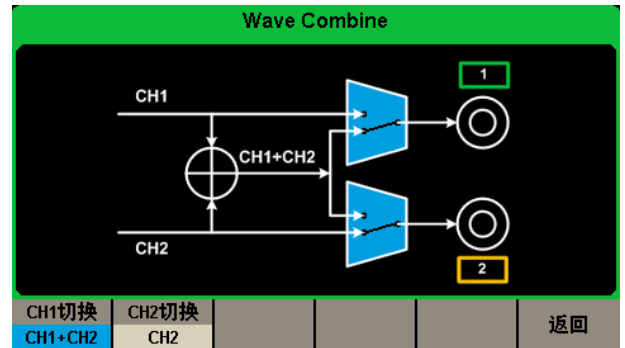 Wave Combine
1
CH1
CH1+CH2
CH2
2
CH1切换 CH2切换
CH1+CH2 CH2 返回